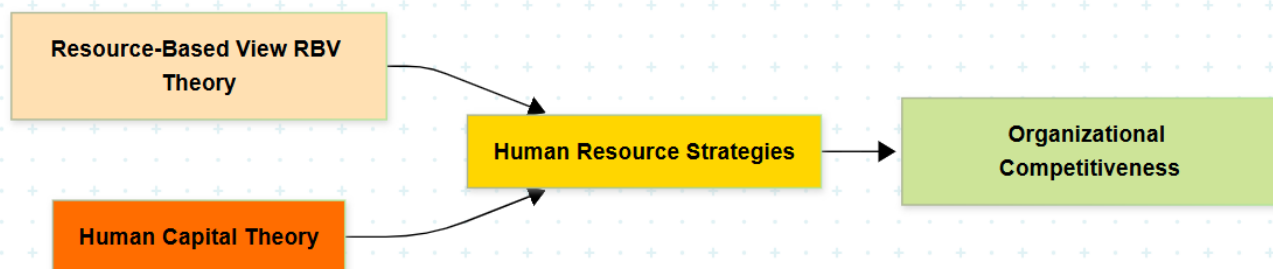 Resource-Based View RBV
Theory
Human Resource Strategies
Organizational
Competitiveness
Human Capital Theory